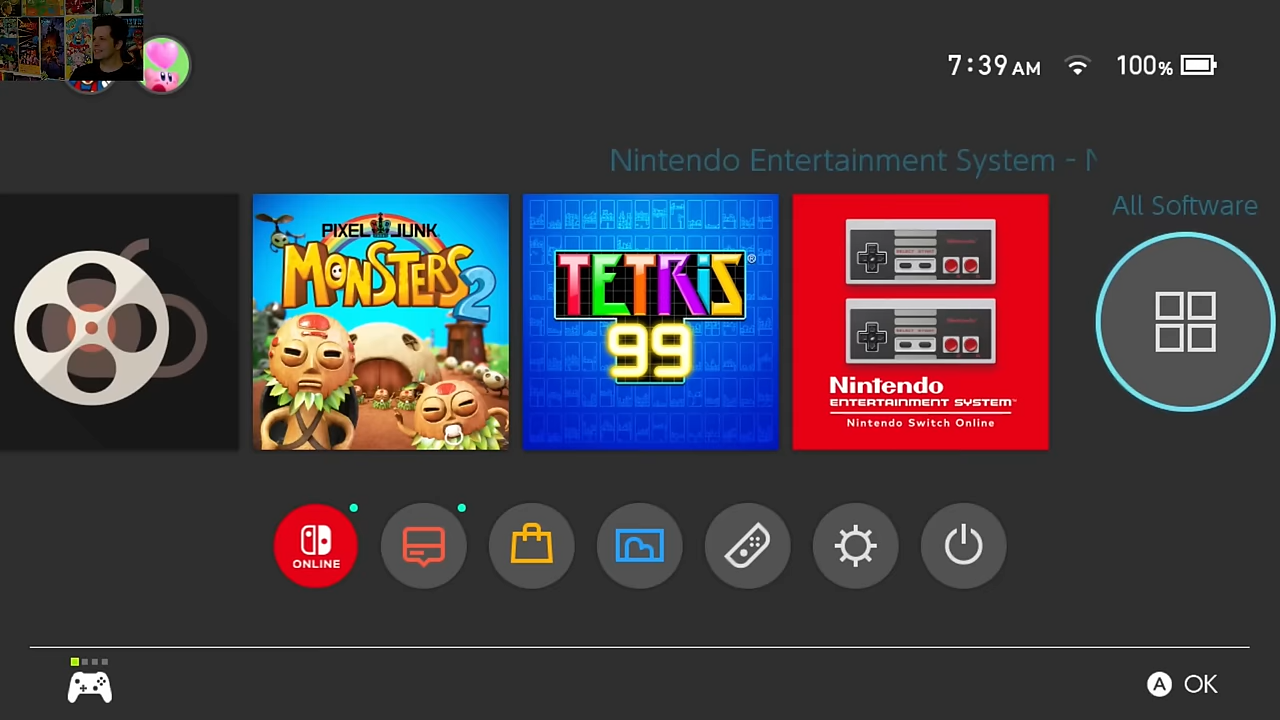 7:39 AM 100%
Nintendo Entertainment System - N
All Software
PIXEL JUNK
MONSTERS 2
TETRiS®
99
Nintendo
ENTERTAINMENT SYSTEM™
Nintendo Switch Online
ONLINE
A OK